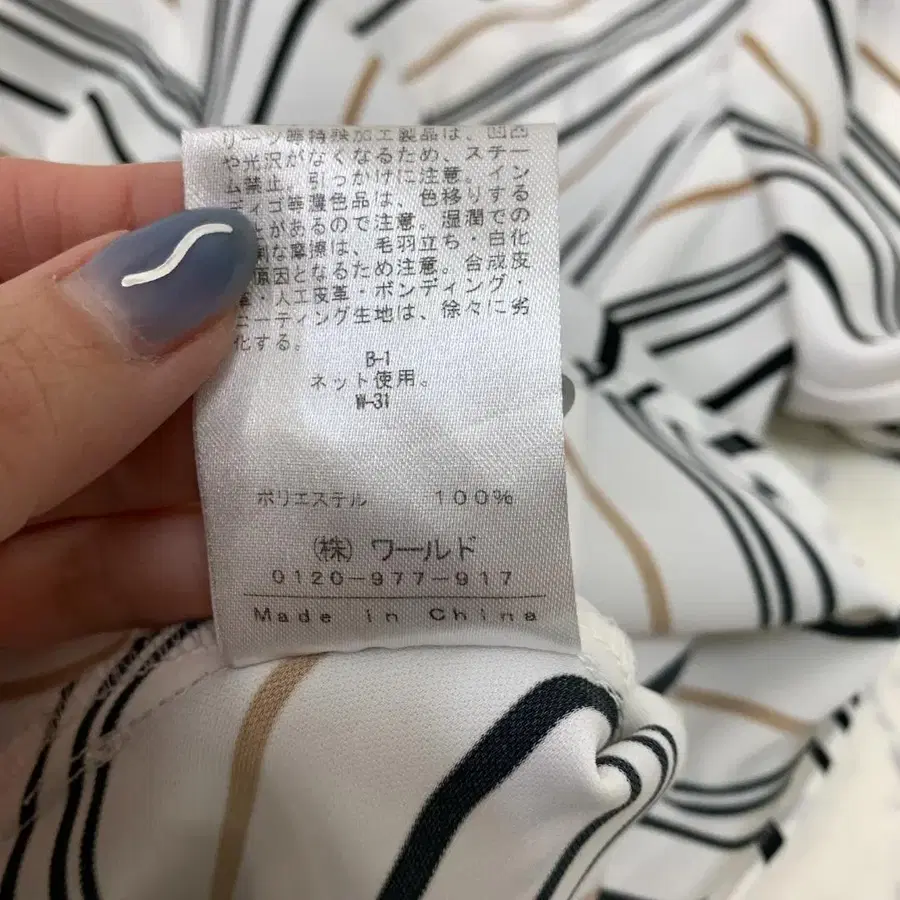 リーツ等特殊加工製品は、凹凸
や光沢がなくなるため、スチー
ム禁止。引っかけに注意。イン
ディゴ等濃色品は、色移りする
とがあるので注意。湿潤での
な摩擦は、毛羽立ち・白化
原因となるため注意。合成皮
・人工皮革・ボンディング・
ーティング生地は、徐々に劣
化する。
B-1
ネット使用。
W-31
ポリエステル 100%
(株) ワールド
0120-977-917
Made in China